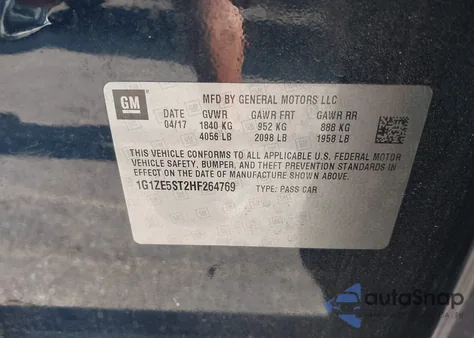 GM
MFD BY GENERAL MOTORS LLC
DATE GVWR GAWR FRT GAWR RR
04/17 1840 KG 952 KG 888 KG
4056 LB 2098 LB 1958 LB
THIS VEHICLE CONFORMS TO ALL APPLICABLE U.S. FEDERAL MOTOR
VEHICLE SAFETY, BUMPER, AND THEFT PREVENTION STANDARDS
IN EFFECT ON THE DATE OF MANUFACTURE SHOWN ABOVE.
1G1ZE5ST2HF264769 TYPE: PASS CAR
autoSnap